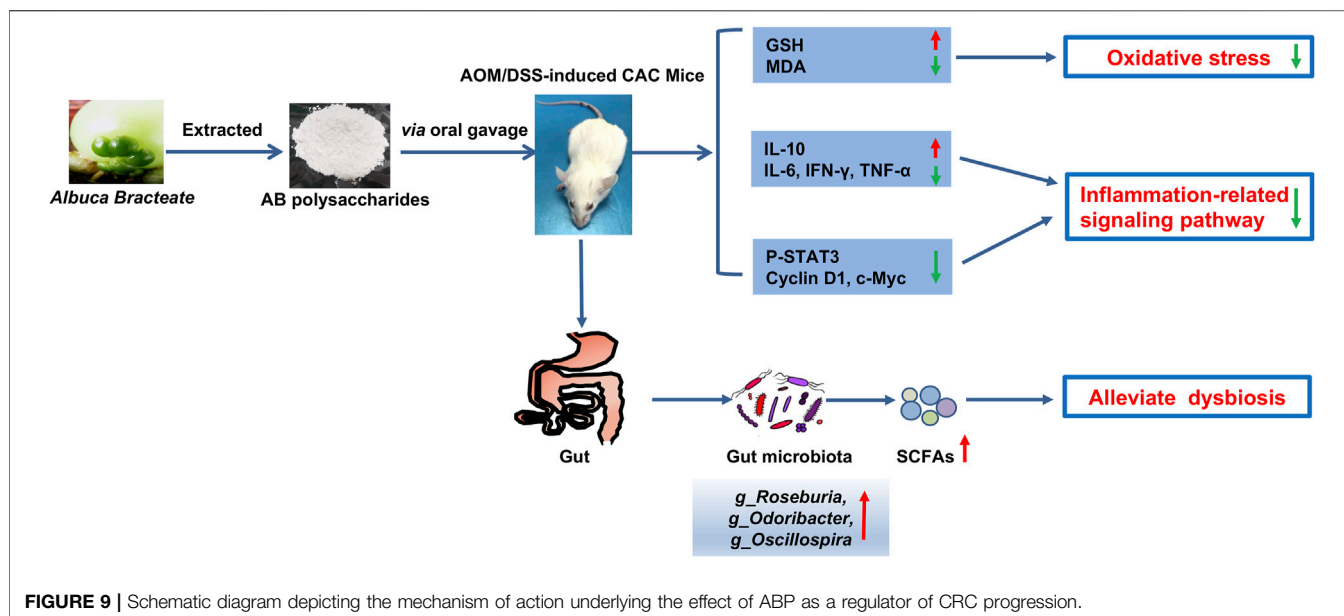 AOM/DSS-induced CAC Mice
Extracted
via oral gavage
Albuca Bracteate
AB polysaccharides
GSH
MDA
Oxidative stress
IL-10
IL-6, IFN-γ, TNF-α
P-STAT3
Cyclin D1, c-Myc
Inflammation-related
signaling pathway
Gut
Gut microbiota
SCFAs
Alleviate dysbiosis
g_Roseburia,
g_Odoribacter,
g_Oscillospira
FIGURE 9 | Schematic diagram depicting the mechanism of action underlying the effect of ABP as a regulator of CRC progression.